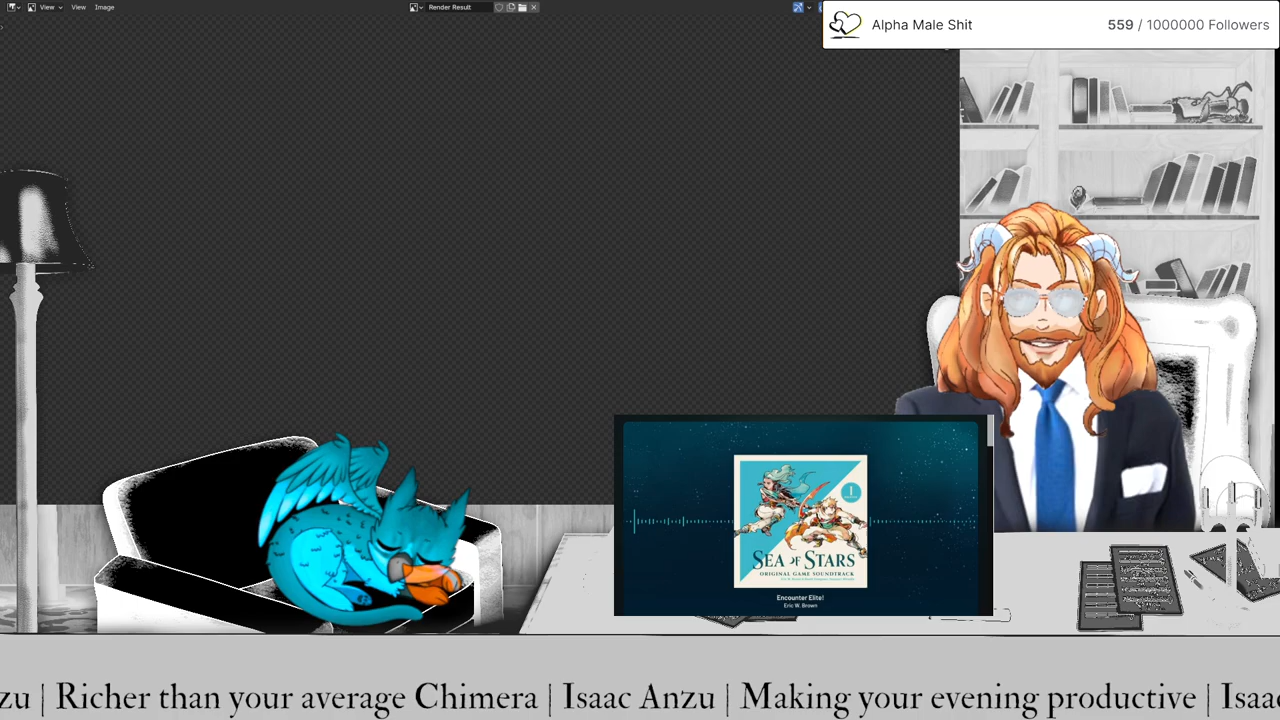 View View Image Render Result
Alpha Male Shit 559 / 1000000 Followers
1
SEA of STARS
ORIGINAL GAME SOUNDTRACK
Encounter Elite!
Eric W. Brown
zu | Richer than your average Chimera | Isaac Anzu | Making your evening productive | Isaa